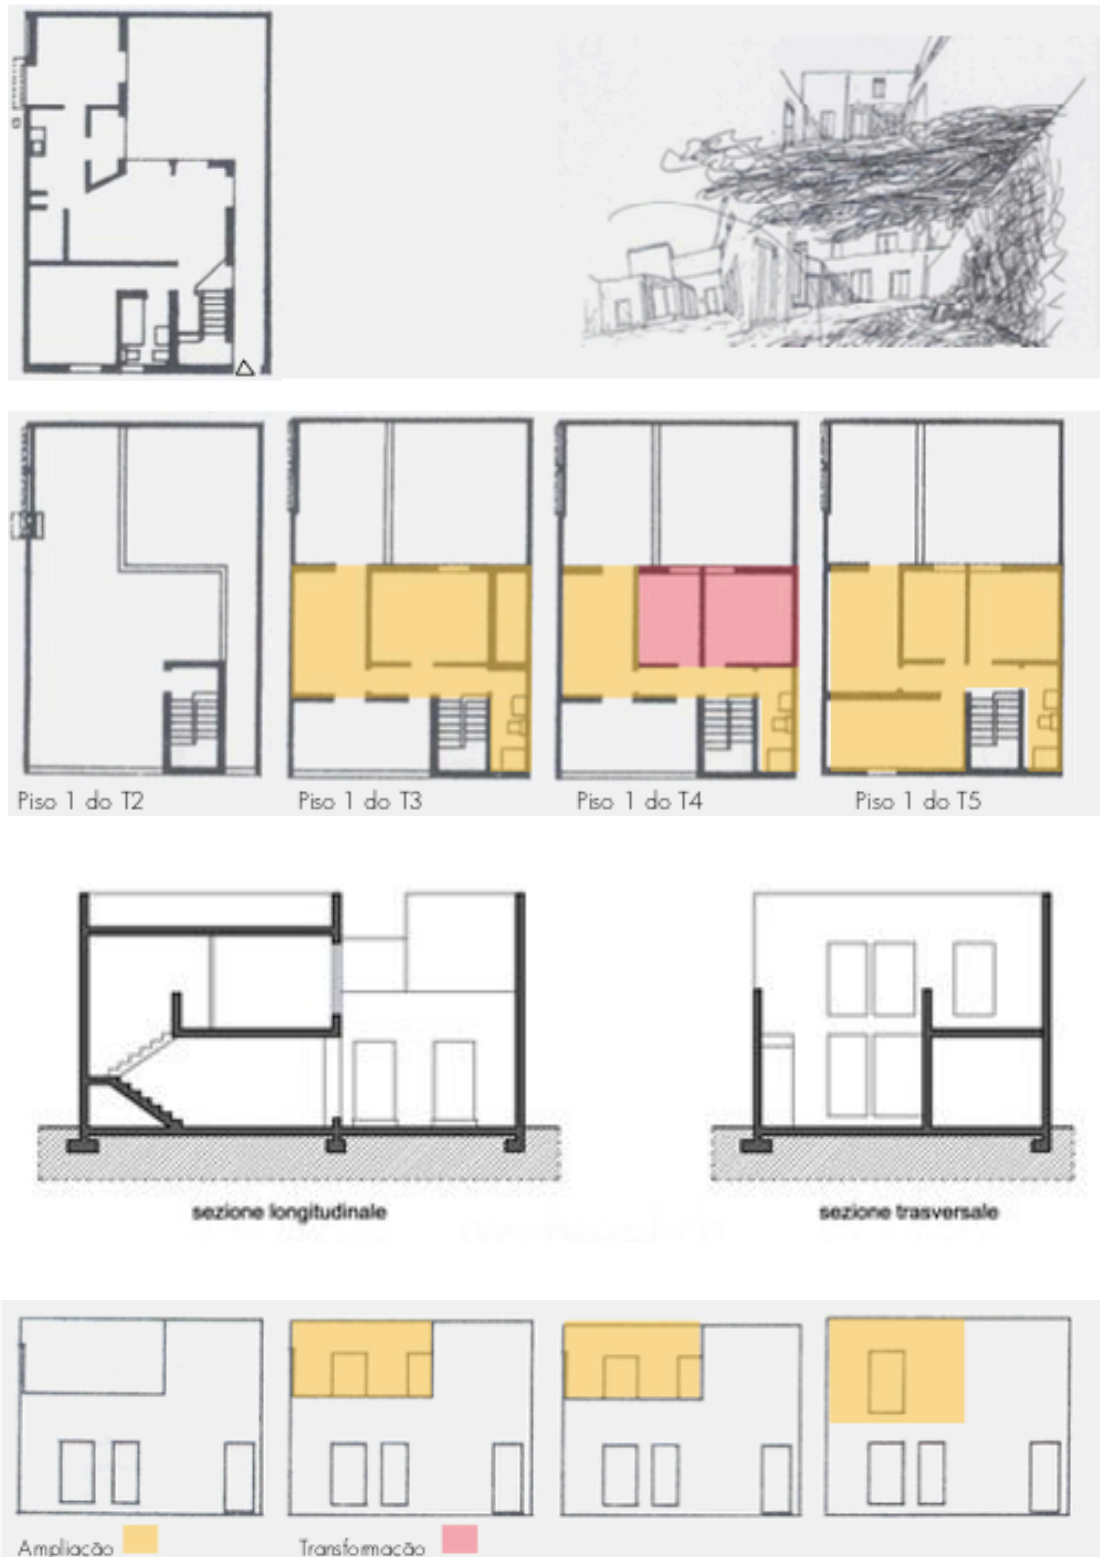 Piso 1 do T2
Piso 1 do T3
Piso 1 do T4
Piso 1 do T5
sezione longitudinale
sezione trasversale
Ampliação
Transformação